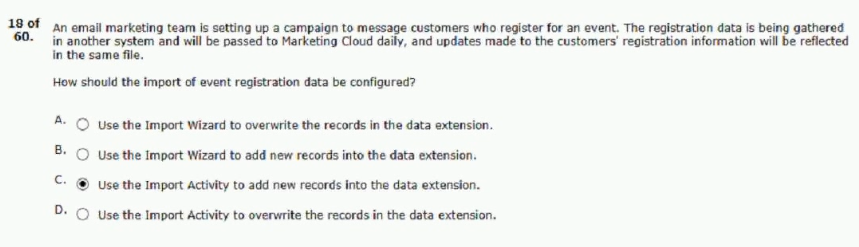 18 of
60.
An email marketing team is setting up a campaign to message customers who register for an event. The registration data is being gathered
in another system and will be passed to Marketing Cloud daily, and updates made to the customers' registration information will be reflected
in the same file.
How should the import of event registration data be configured?
A. Use the Import Wizard to overwrite the records in the data extension.
B. Use the Import Wizard to add new records into the data extension.
C. Use the Import Activity to add new records into the data extension.
D. Use the Import Activity to overwrite the records in the data extension.